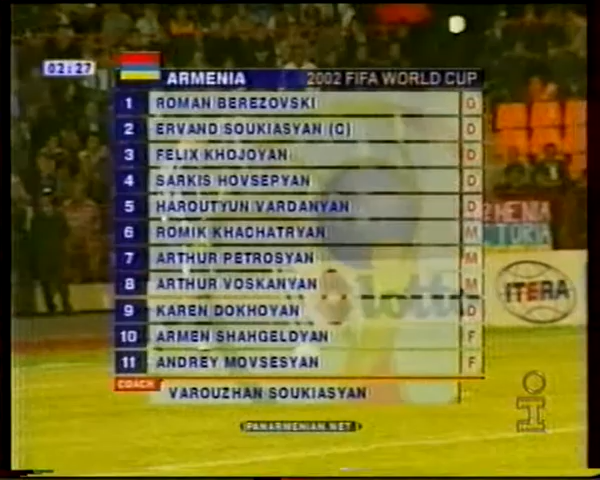 02:27
ARMENIA 2002 FIFA WORLD CUP
1 ROMAN BEREZOVSKI G
2 ERVAND SOUKIASYAN (C) D
3 FELIX KHOJOYAN D
4 SARKIS HOVSEPYAN D
5 HAROUTYUN VARDANYAN D
6 ROMIK KHACHATRYAN M
7 ARTHUR PETROSYAN M
8 ARTHUR VOSKANYAN M
9 KAREN DOKHOYAN D
10 ARMEN SHAHGELDYAN F
11 ANDREY MOVSESYAN F
COACH
VAROUZHAN SOUKIASYAN
PANARMENIAN.NET
lotto
ITERA